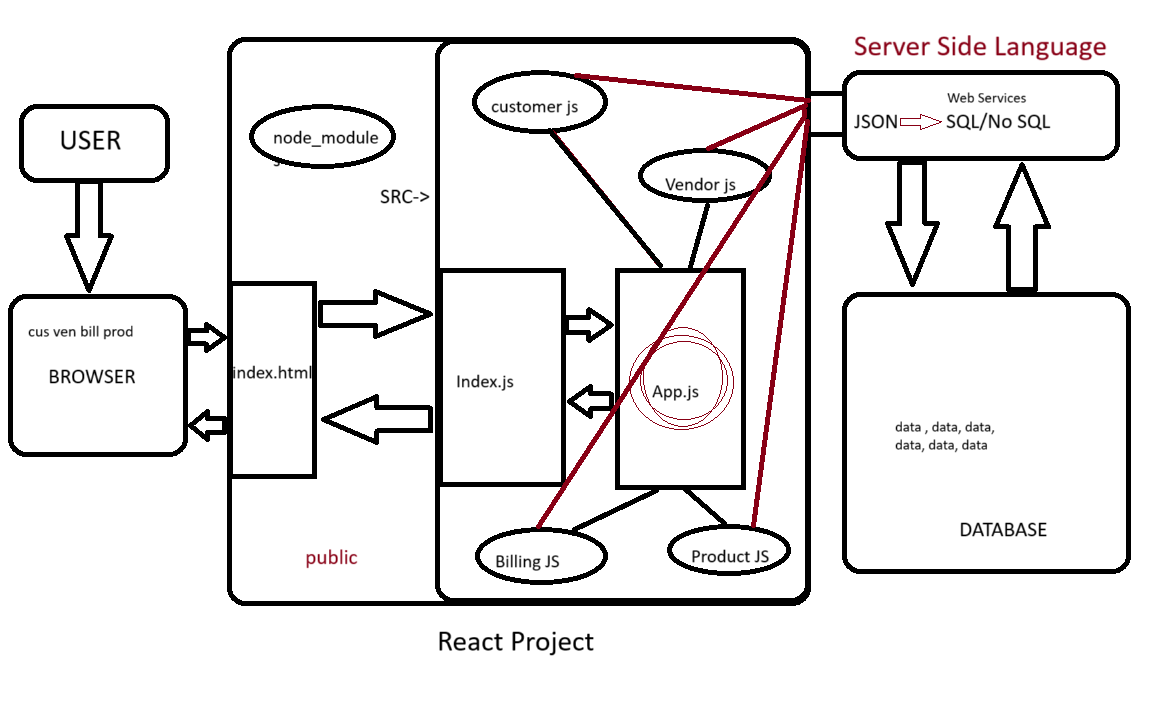 Server Side Language
USER
node_module
SRC->
customer js
Vendor js
Web Services
JSON SQL/No SQL
cus ven bill prod
BROWSER
index.html
Index.js
App.js
data , data, data,
data, data, data
DATABASE
public
Billing JS
Product JS
React Project